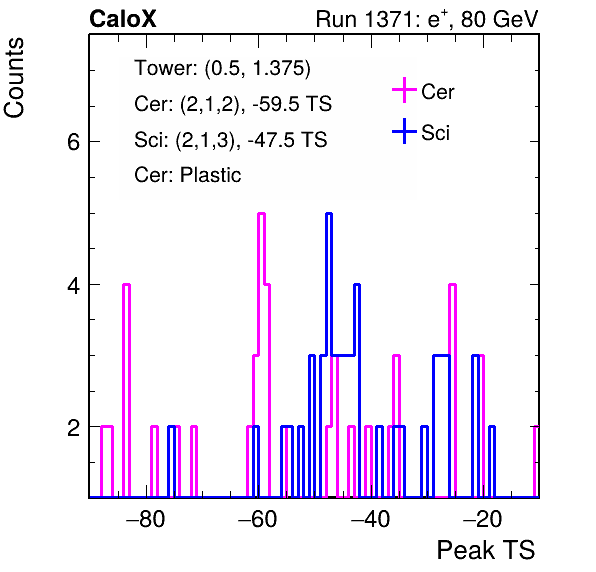 CaloX Run 1371: e+, 80 GeV
Counts
Tower: (0.5, 1.375)
Cer: (2,1,2), -59.5 TS
Sci: (2,1,3), -47.5 TS
Cer: Plastic
Cer
Sci
6
4
2
−80 −60 −40 −20
Peak TS